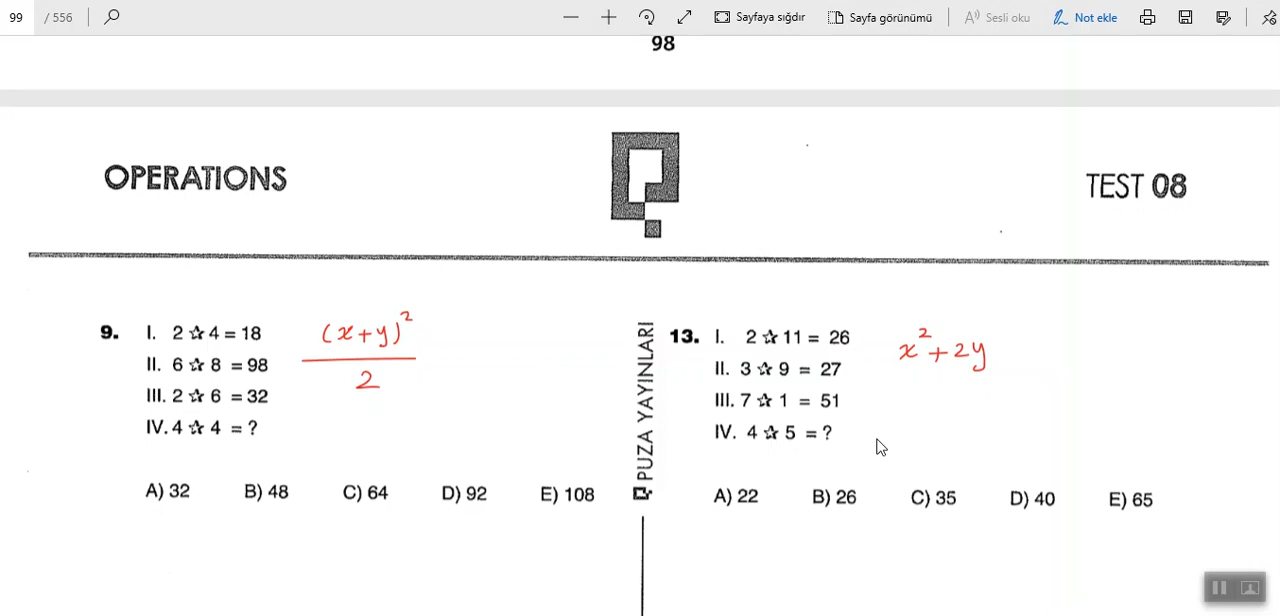 99 / 556 Sayfaya sığdır Sayfa görünümü Sesli oku Not ekle
98
OPERATIONS
TEST 08
9. I. 2 ☆ 4 = 18
II. 6 ☆ 8 = 98
III. 2 ☆ 6 = 32
IV. 4 ☆ 4 = ?
(x+y)²
2
A) 32 B) 48 C) 64 D) 92 E) 108
PUZA YAYINLARI
13. I. 2 ☆ 11 = 26
II. 3 ☆ 9 = 27
III. 7 ☆ 1 = 51
IV. 4 ☆ 5 = ?
x²+2y
A) 22 B) 26 C) 35 D) 40 E) 65